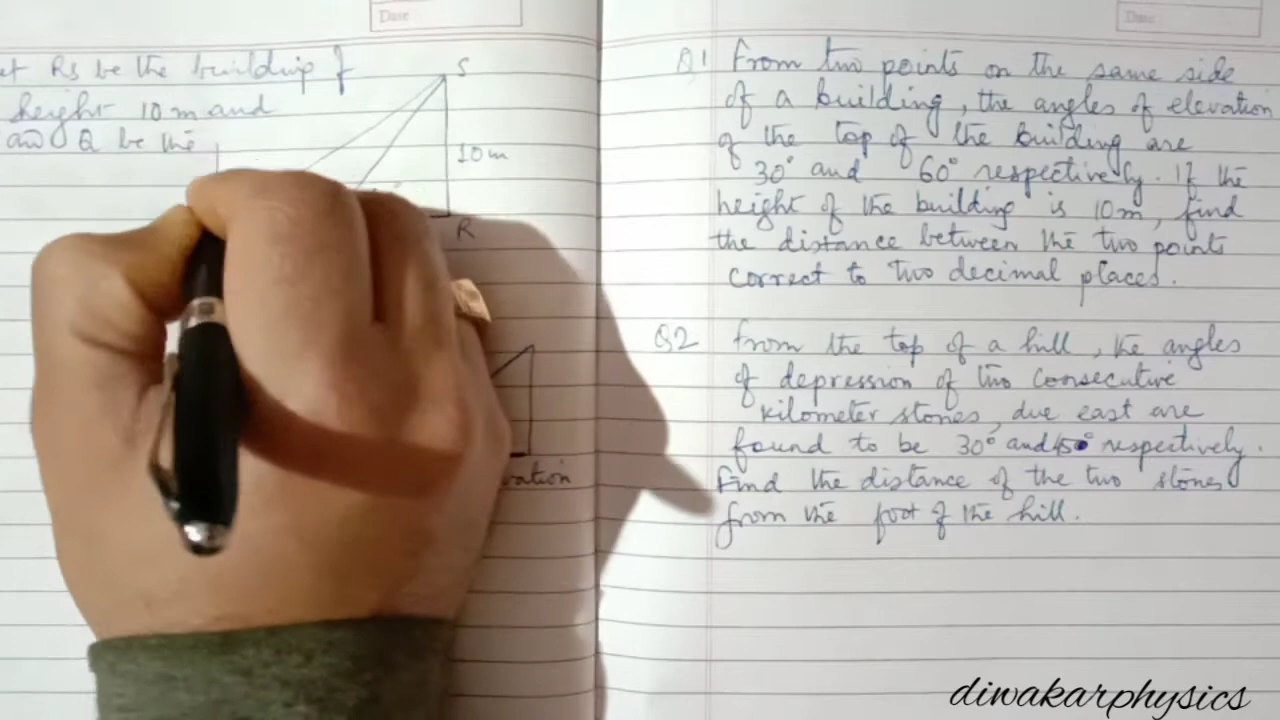 Date
et RS be the building of
height 10 m and
and Q be the
S
10m
R
vation
Date
Q1 From two points on the same side
of a building, the angles of elevation
of the top of the building are
30° and 60° respectively. If the
height of the building is 10m, find
the distance between the two points
correct to two decimal places.
Q2 From the top of a hill, the angles
of depression of two consecutive
kilometer stones, due east are
found to be 30° and 45° respectively.
Find the distance of the two stones
from the foot of the hill.
diwakarphysics